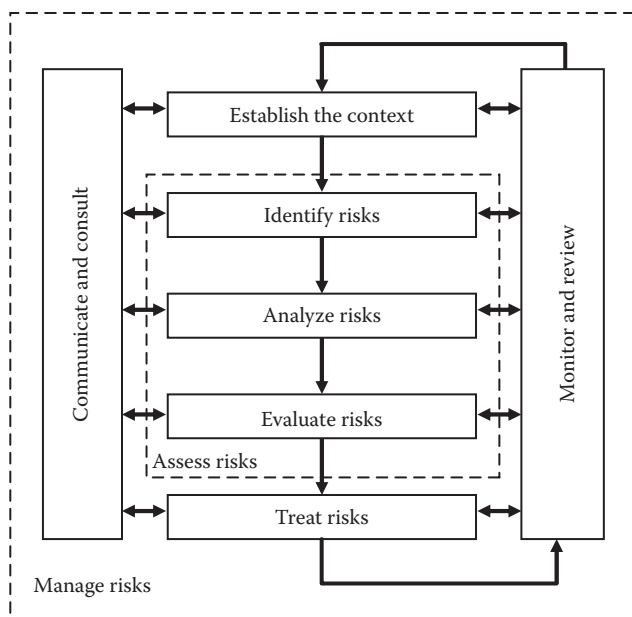 Establish the context
Communicate and consult
Identify risks
Monitor and review
Analyze risks
Evaluate risks
Assess risks
Treat risks
Manage risks